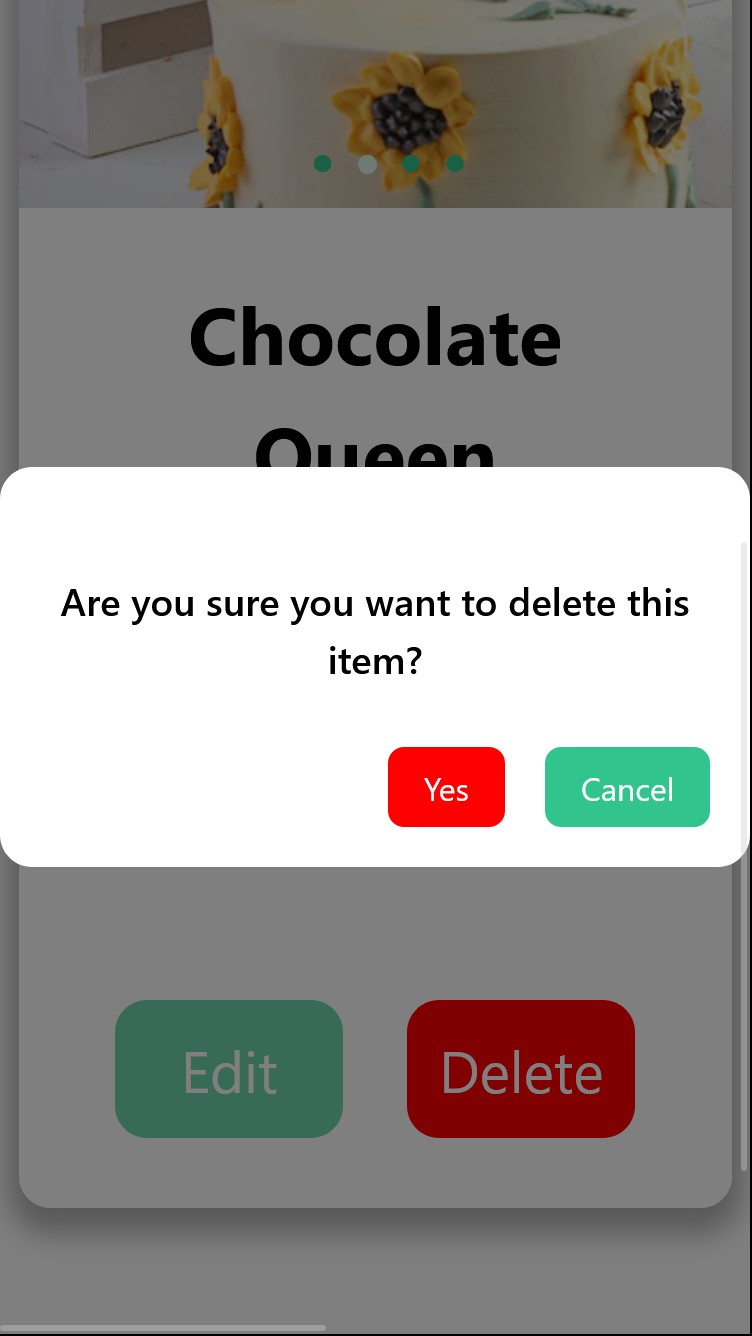 Chocolate
Queen
Are you sure you want to delete this
item?
Yes Cancel
Edit Delete